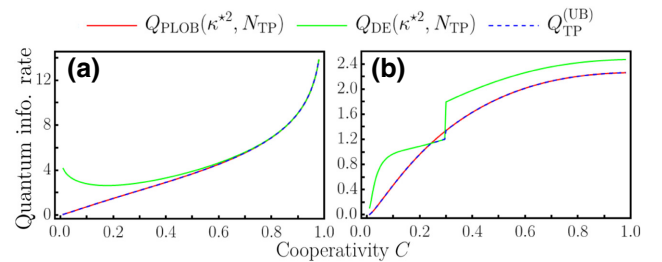 Q_PLOB(κ^⋆2, N_TP) Q_DE(κ^⋆2, N_TP) Q_TP^(UB)
Quantum info. rate
(a)
12
8
4
0
0.0 0.2 0.4 0.6 0.8 1.0
(b)
2.4
2.0
1.6
1.2
0.8
0.4
0.0
0.0 0.2 0.4 0.6 0.8 1.0
Cooperativity C